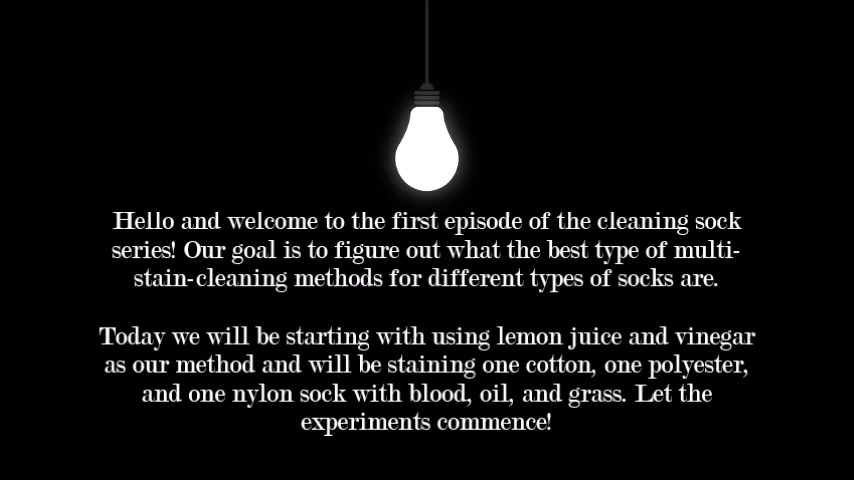 Hello and welcome to the first episode of the cleaning sock
series! Our goal is to figure out what the best type of multi-
stain-cleaning methods for different types of socks are.
Today we will be starting with using lemon juice and vinegar
as our method and will be staining one cotton, one polyester,
and one nylon sock with blood, oil, and grass. Let the
experiments commence!